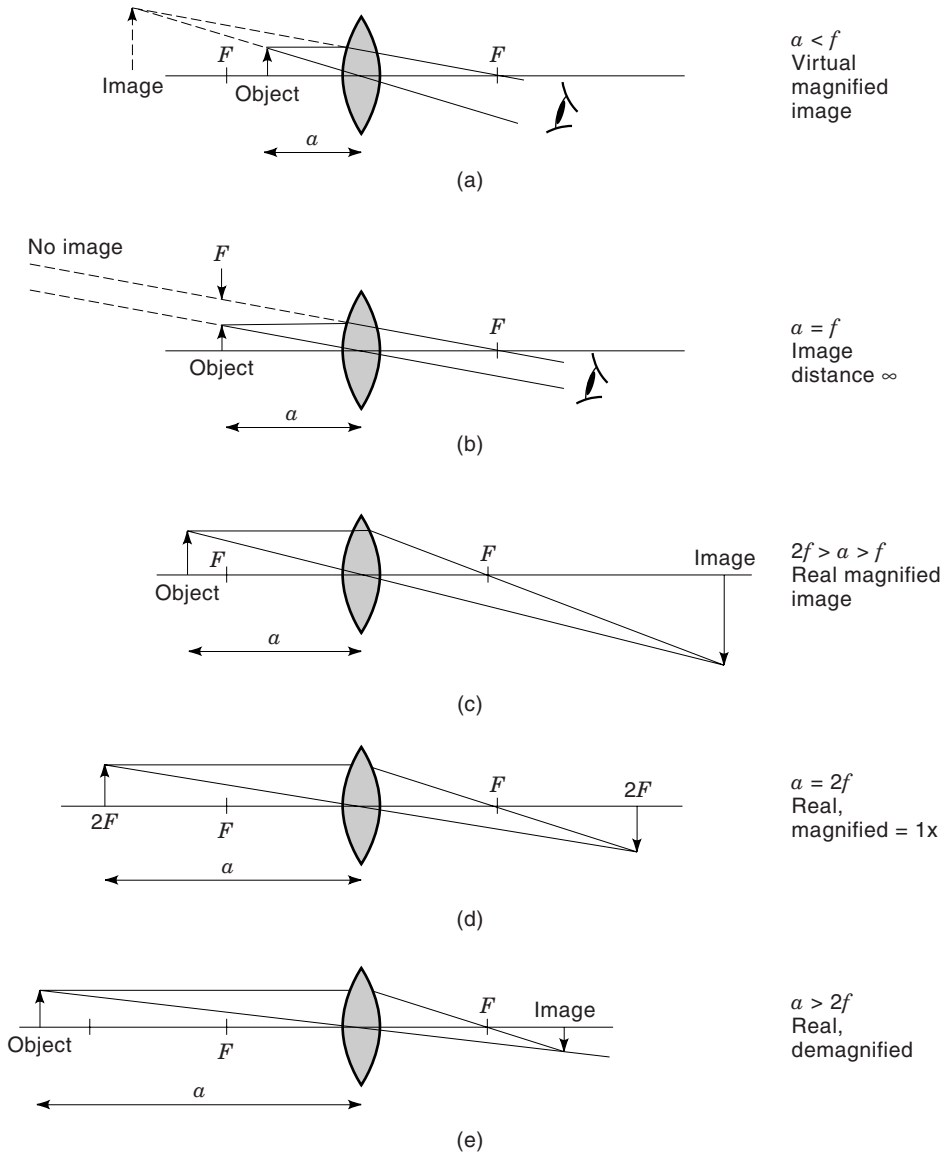 F
F
Image
Object
a
a < f
Virtual
magnified
image
(a)
No image
F
F
Object
a
a = f
Image
distance ∞
(b)
F
F
Image
Object
a
2f > a > f
Real magnified
image
(c)
F
2F
2F
F
a
a = 2f
Real,
magnified = 1x
(d)
F
Image
Object
F
a
a > 2f
Real,
demagnified
(e)